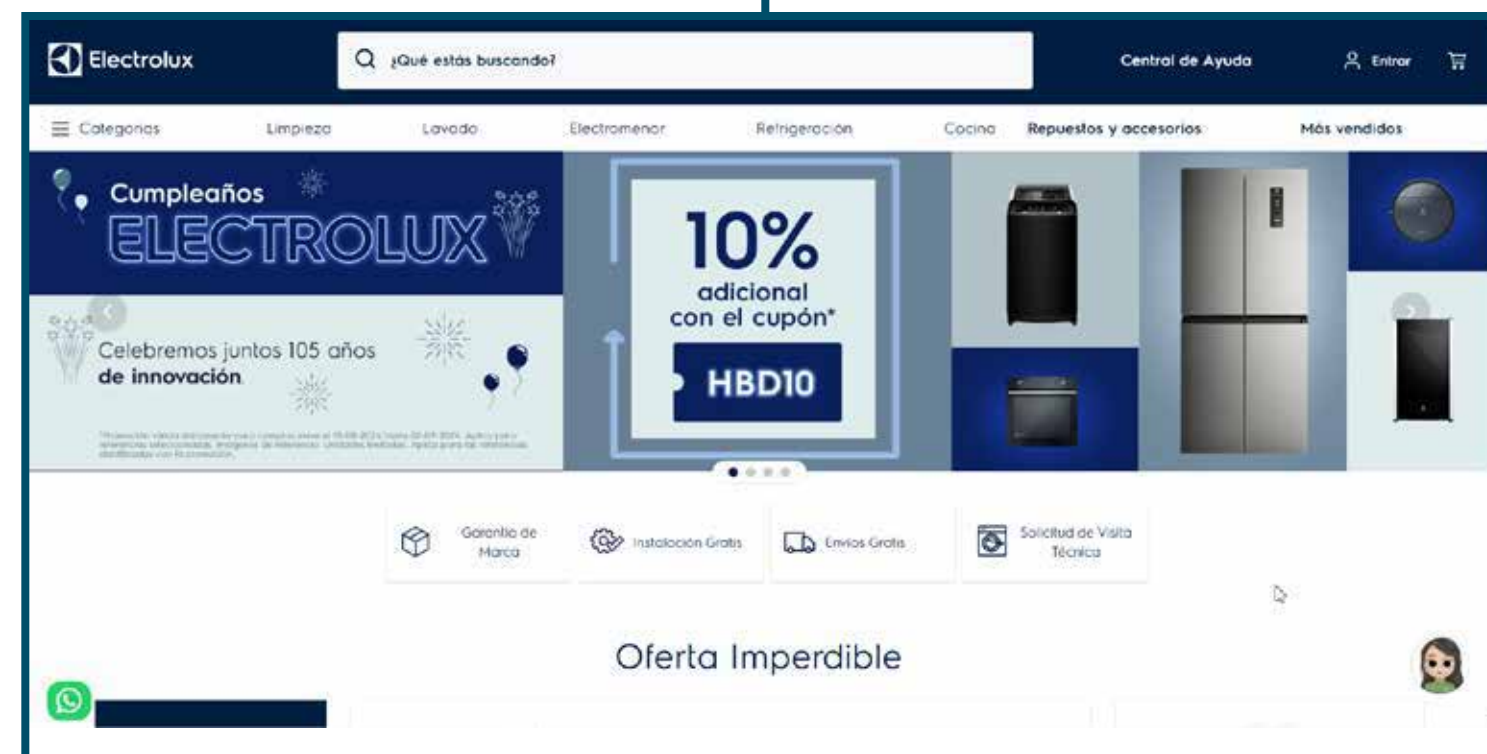 Electrolux
¿Qué estás buscando?
Central de Ayuda
Entrar
Categorías
Limpieza
Lavado
Electromenor
Refrigeración
Cocina
Repuestos y accesorios
Más vendidos
Cumpleaños
ELECTROLUX
Celebremos juntos 105 años
de innovación
10%
adicional
con el cupón*
HBD10
Garantía de
Marca
Instalación Gratis
Envíos Gratis
Solicitud de Visita
Técnica
Oferta Imperdible